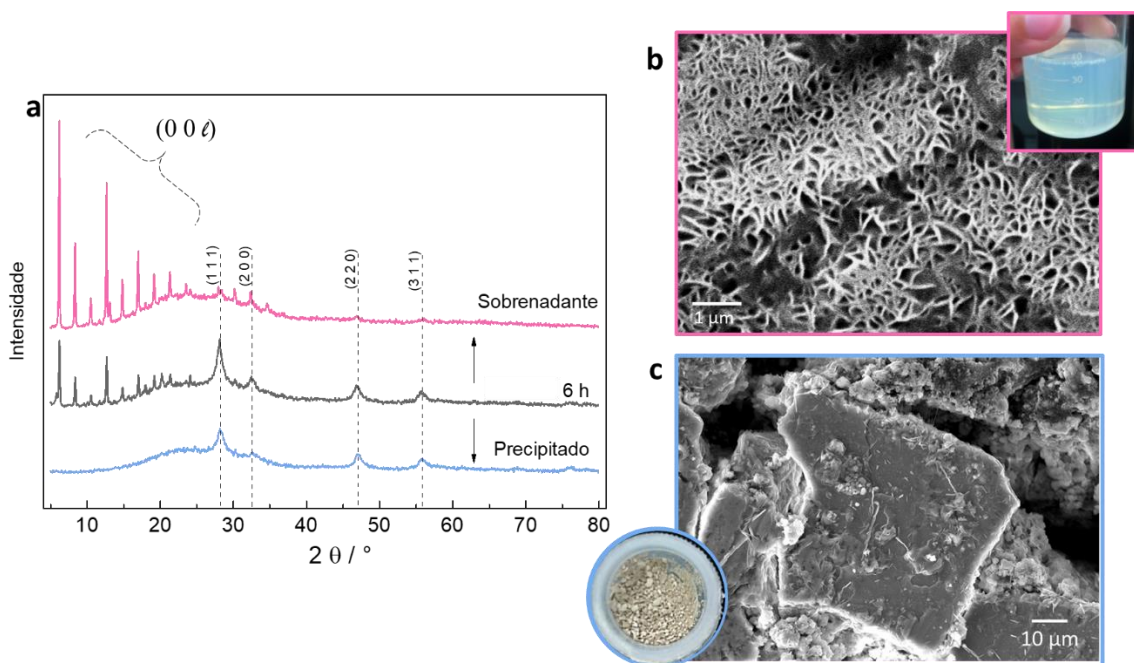 a
(0 0 ℓ)
(1 1 1)
(2 0 0)
(2 2 0)
(3 1 1)
Sobrenadante
6 h
Precipitado
Intensidade
10 20 30 40 50 60 70 80
2 θ / °
b
1 µm
c
10 µm